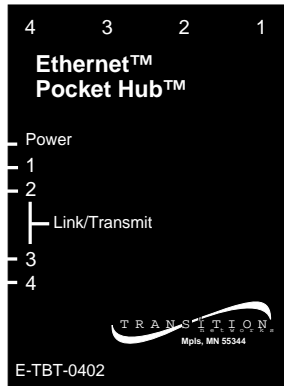 4 3 2 1
Ethernet™
Pocket Hub™
Power
1
2
Link/Transmit
3
4
TRANSITION
networks
Mpls, MN 55344
E-TBT-0402